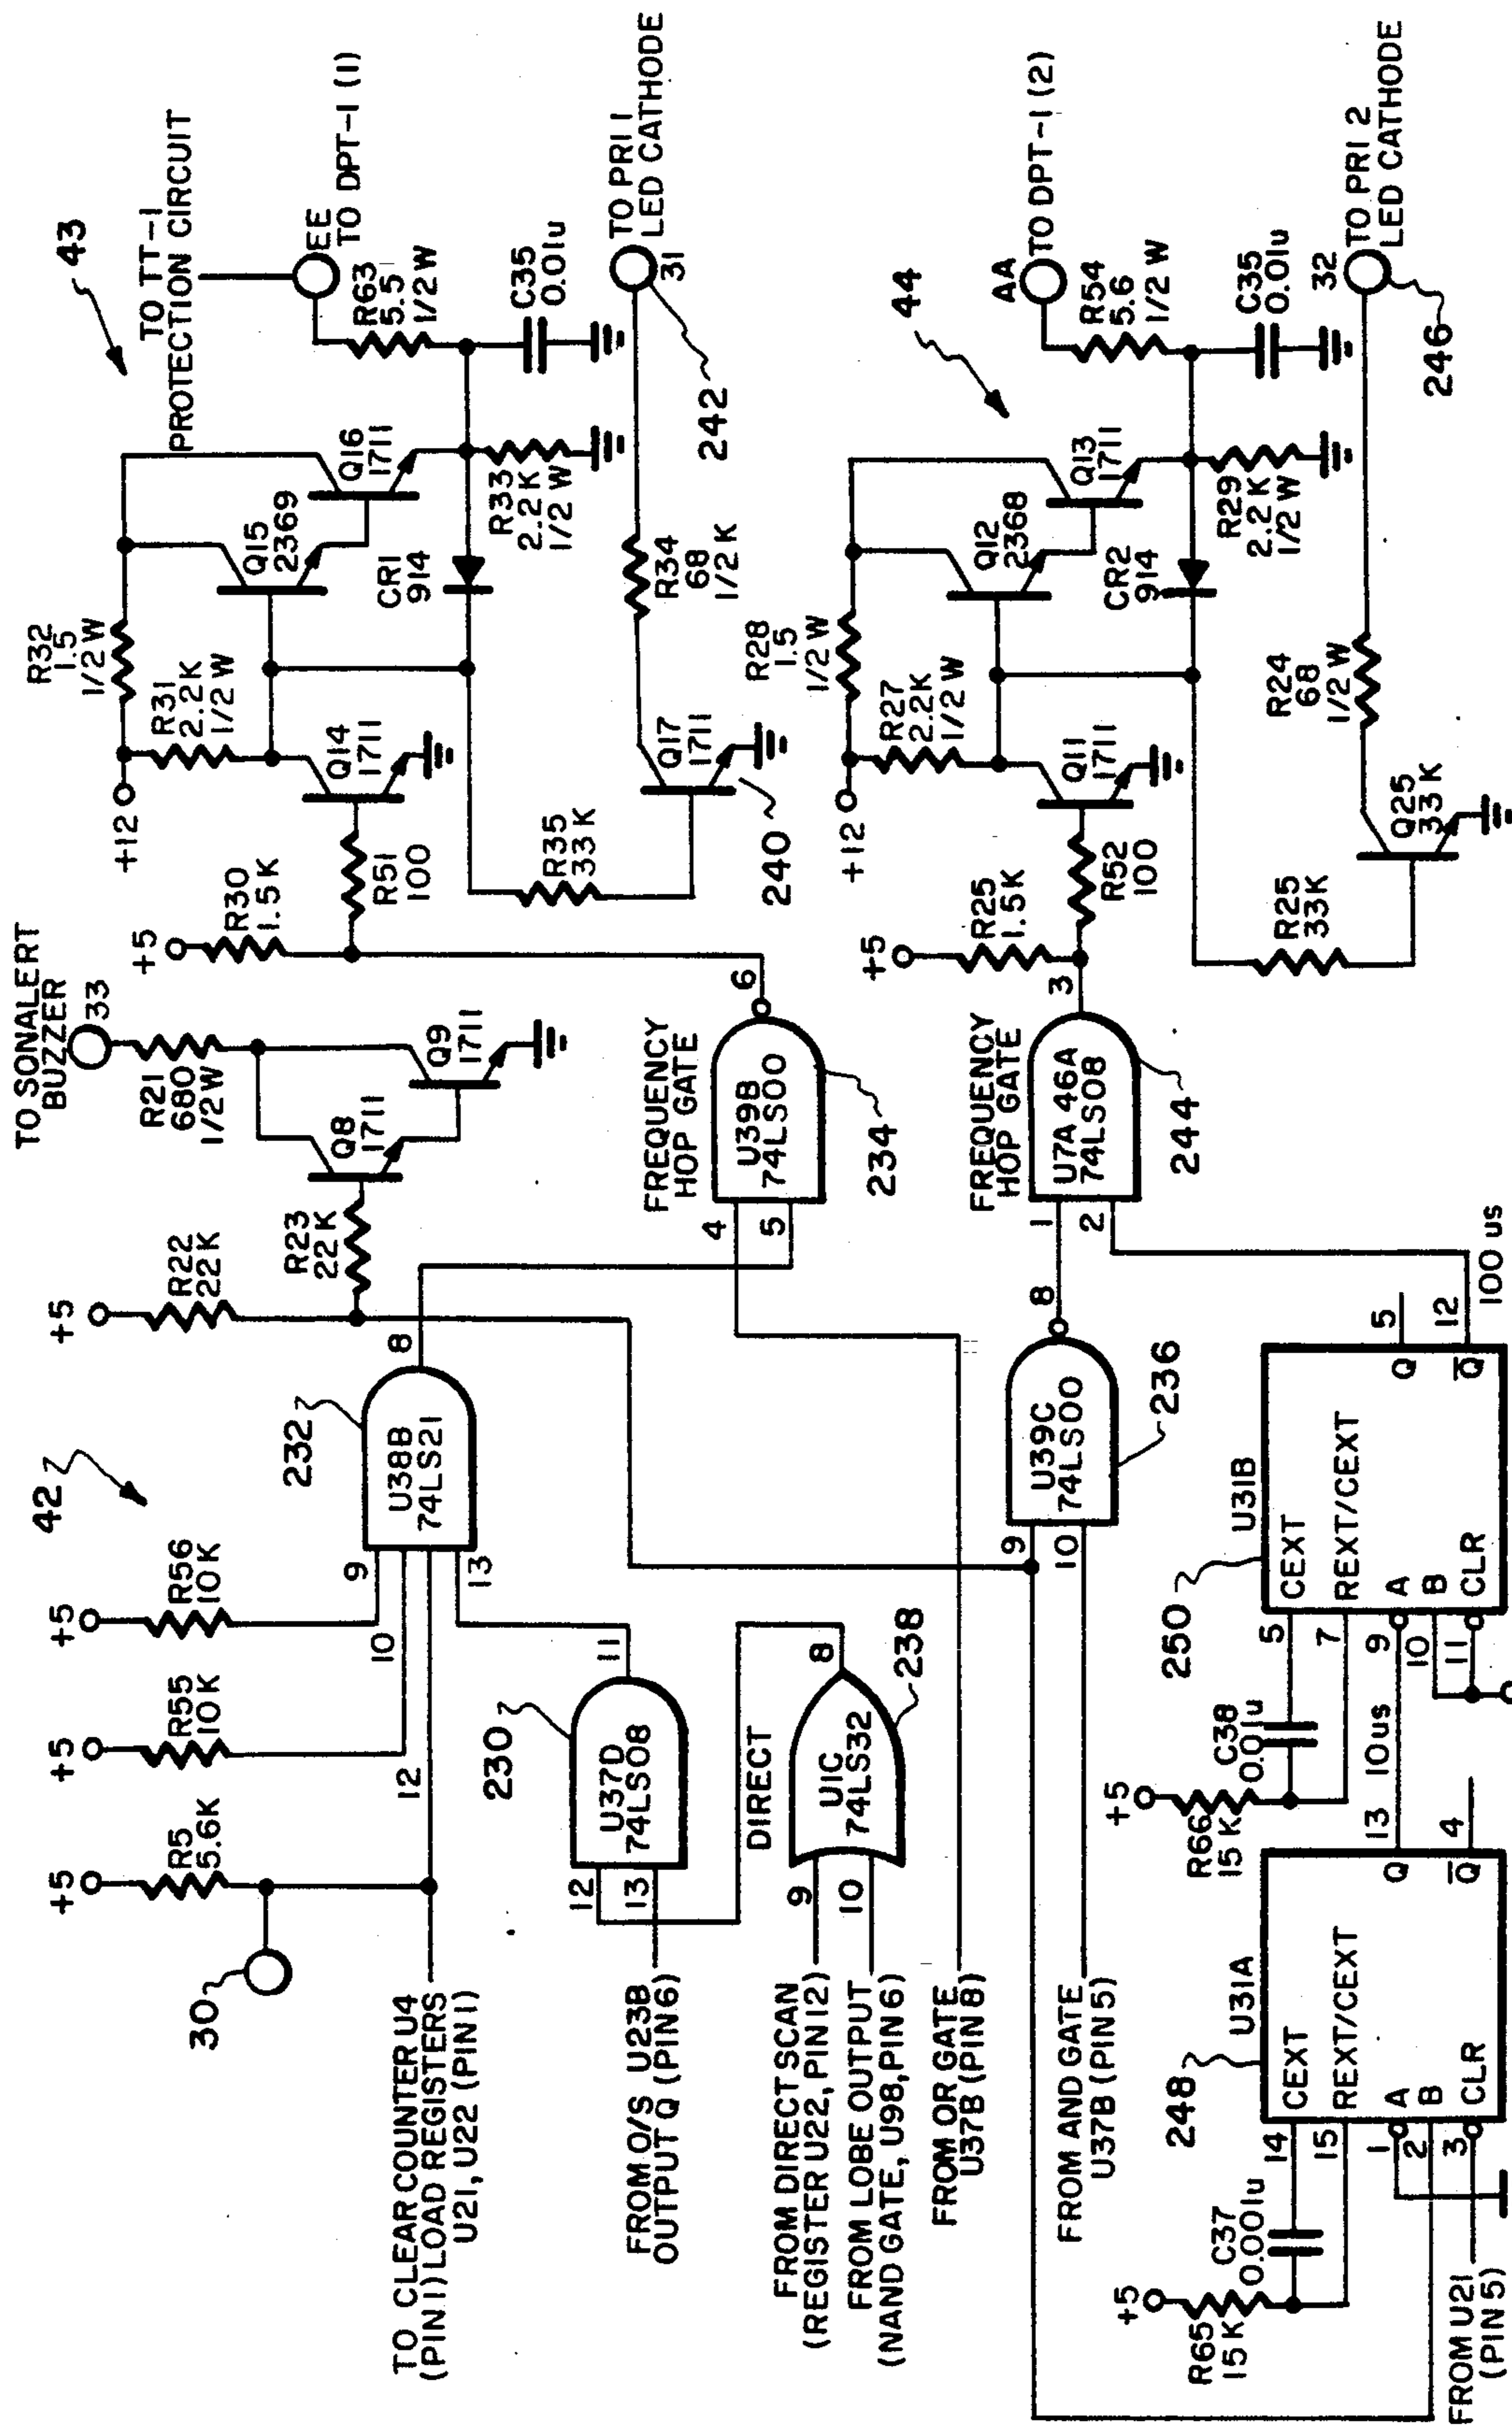 42
43
+5
R5
5.6K
+5
R55
10K
+5
R56
10K
+5
R22
22K
R23
22K
TO SONALERT
BUZZER
33
R21
680
1/2W
Q8
1711
Q9
1711
30
TO CLEAR COUNTER U4
(PIN 1) LOAD REGISTERS
U21, U22 (PIN 1)
12
10
9
13
232
U38B
74LS21
8
FROM O/S U23B
OUTPUT Q (PIN 6)
12
13
230
U37D
74LS08
11
DIRECT
FROM DIRECT SCAN
(REGISTER U22, PIN 12)
FROM LOBE OUTPUT
(NAND GATE, U98, PIN 6)
9
10
U1C
74LS32
8
238
FROM OR GATE
U37B (PIN 8)
FROM AND GATE
U37B (PIN 5)
FREQUENCY
HOP GATE
4
5
U39B
74LS00
6
234
+5
R30
1.5K
R51
100
+12
R32
1.5
1/2W
R31
2.2K
1/2W
Q14
1711
Q15
2369
Q16
1711
CR1
914
R33
2.2K
1/2W
TO TT-1
PROTECTION CIRCUIT
EE
TO DPT-1 (1)
R63
5.5
1/2W
C35
0.01u
R35
33K
Q17
1711
240
R34
68
1/2K
31
TO PRI 1
LED CATHODE
242
9
10
U39C
74LS00
8
236
FREQUENCY
HOP GATE
1
2
U7A 46A
74LS08
3
244
+5
R25
1.5K
R52
100
+12
R28
1.5
1/2W
R27
2.2K
1/2W
Q11
1711
Q12
2368
Q13
1711
CR2
914
R29
2.2K
1/2W
44
AA
TO DPT-1 (2)
R54
5.6
1/2W
C35
0.01u
R25
33K
Q25
33K
R24
68
1/2W
32
TO PRI 2
LED CATHODE
246
+5
R65
15K
C37
0.001u
FROM U21
(PIN 5)
248
U31A
14
CEXT
15
REXT/CEXT
1
A
2
B
3
CLR
Q
Q
13
4
10us
+5
R66
15K
C38
0.01u
250
U31B
5
CEXT
7
REXT/CEXT
9
A
10
B
11
CLR
Q
Q
5
12
100 us